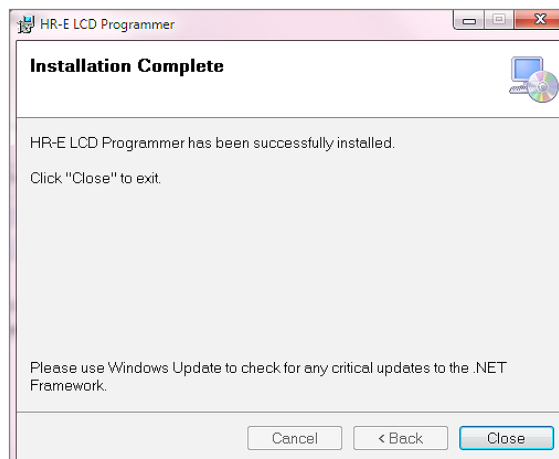 HR-E LCD Programmer
Installation Complete
HR-E LCD Programmer has been successfully installed.
Click "Close" to exit.
Please use Windows Update to check for any critical updates to the .NET
Framework.
Cancel
< Back
Close